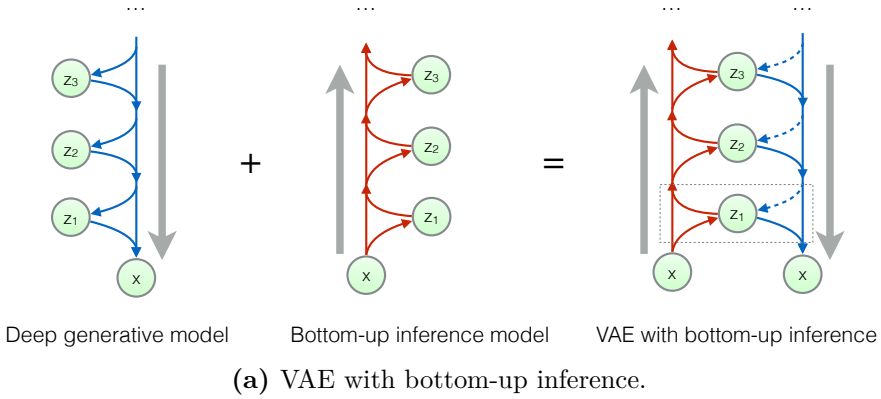 ... ... ... ...
z3 z3 z3
z2 z2 z2
+ =
z1 z1 z1
x x x x
Deep generative model Bottom-up inference model VAE with bottom-up inference
(a) VAE with bottom-up inference.